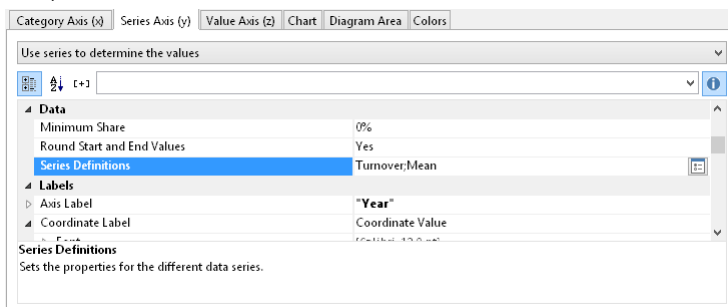 Category Axis (x) Series Axis (y) Value Axis (z) Chart Diagram Area Colors
Use series to determine the values
Data
Minimum Share 0%
Round Start and End Values Yes
Series Definitions Turnover;Mean
Labels
Axis Label "Year"
Coordinate Label Coordinate Value
Series Definitions
Sets the properties for the different data series.